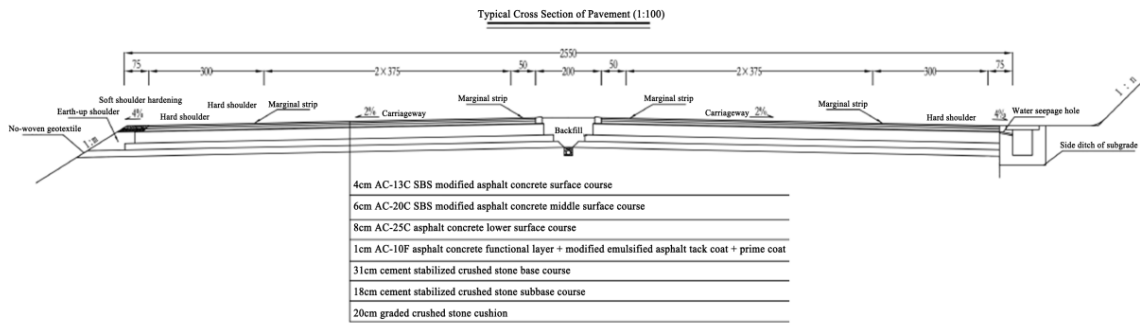 Typical Cross Section of Pavement (1:100)
2550
75 300 2×375 50 200 50 2×375 300 75
Soft shoulder hardening
Earth-up shoulder
No-woven geotextile
1:m
4%
Hard shoulder
Hard shoulder
Marginal strip
2%
Carriageway
Marginal strip
Backfill
Marginal strip
Carriageway
2%
Marginal strip
Hard shoulder
4%
Water seepage hole
1:n
Side ditch of subgrade
4cm AC-13C SBS modified asphalt concrete surface course
6cm AC-20C SBS modified asphalt concrete middle surface course
8cm AC-25C asphalt concrete lower surface course
1cm AC-10F asphalt concrete functional layer + modified emulsified asphalt tack coat + prime coat
31cm cement stabilized crushed stone base course
18cm cement stabilized crushed stone subbase course
20cm graded crushed stone cushion